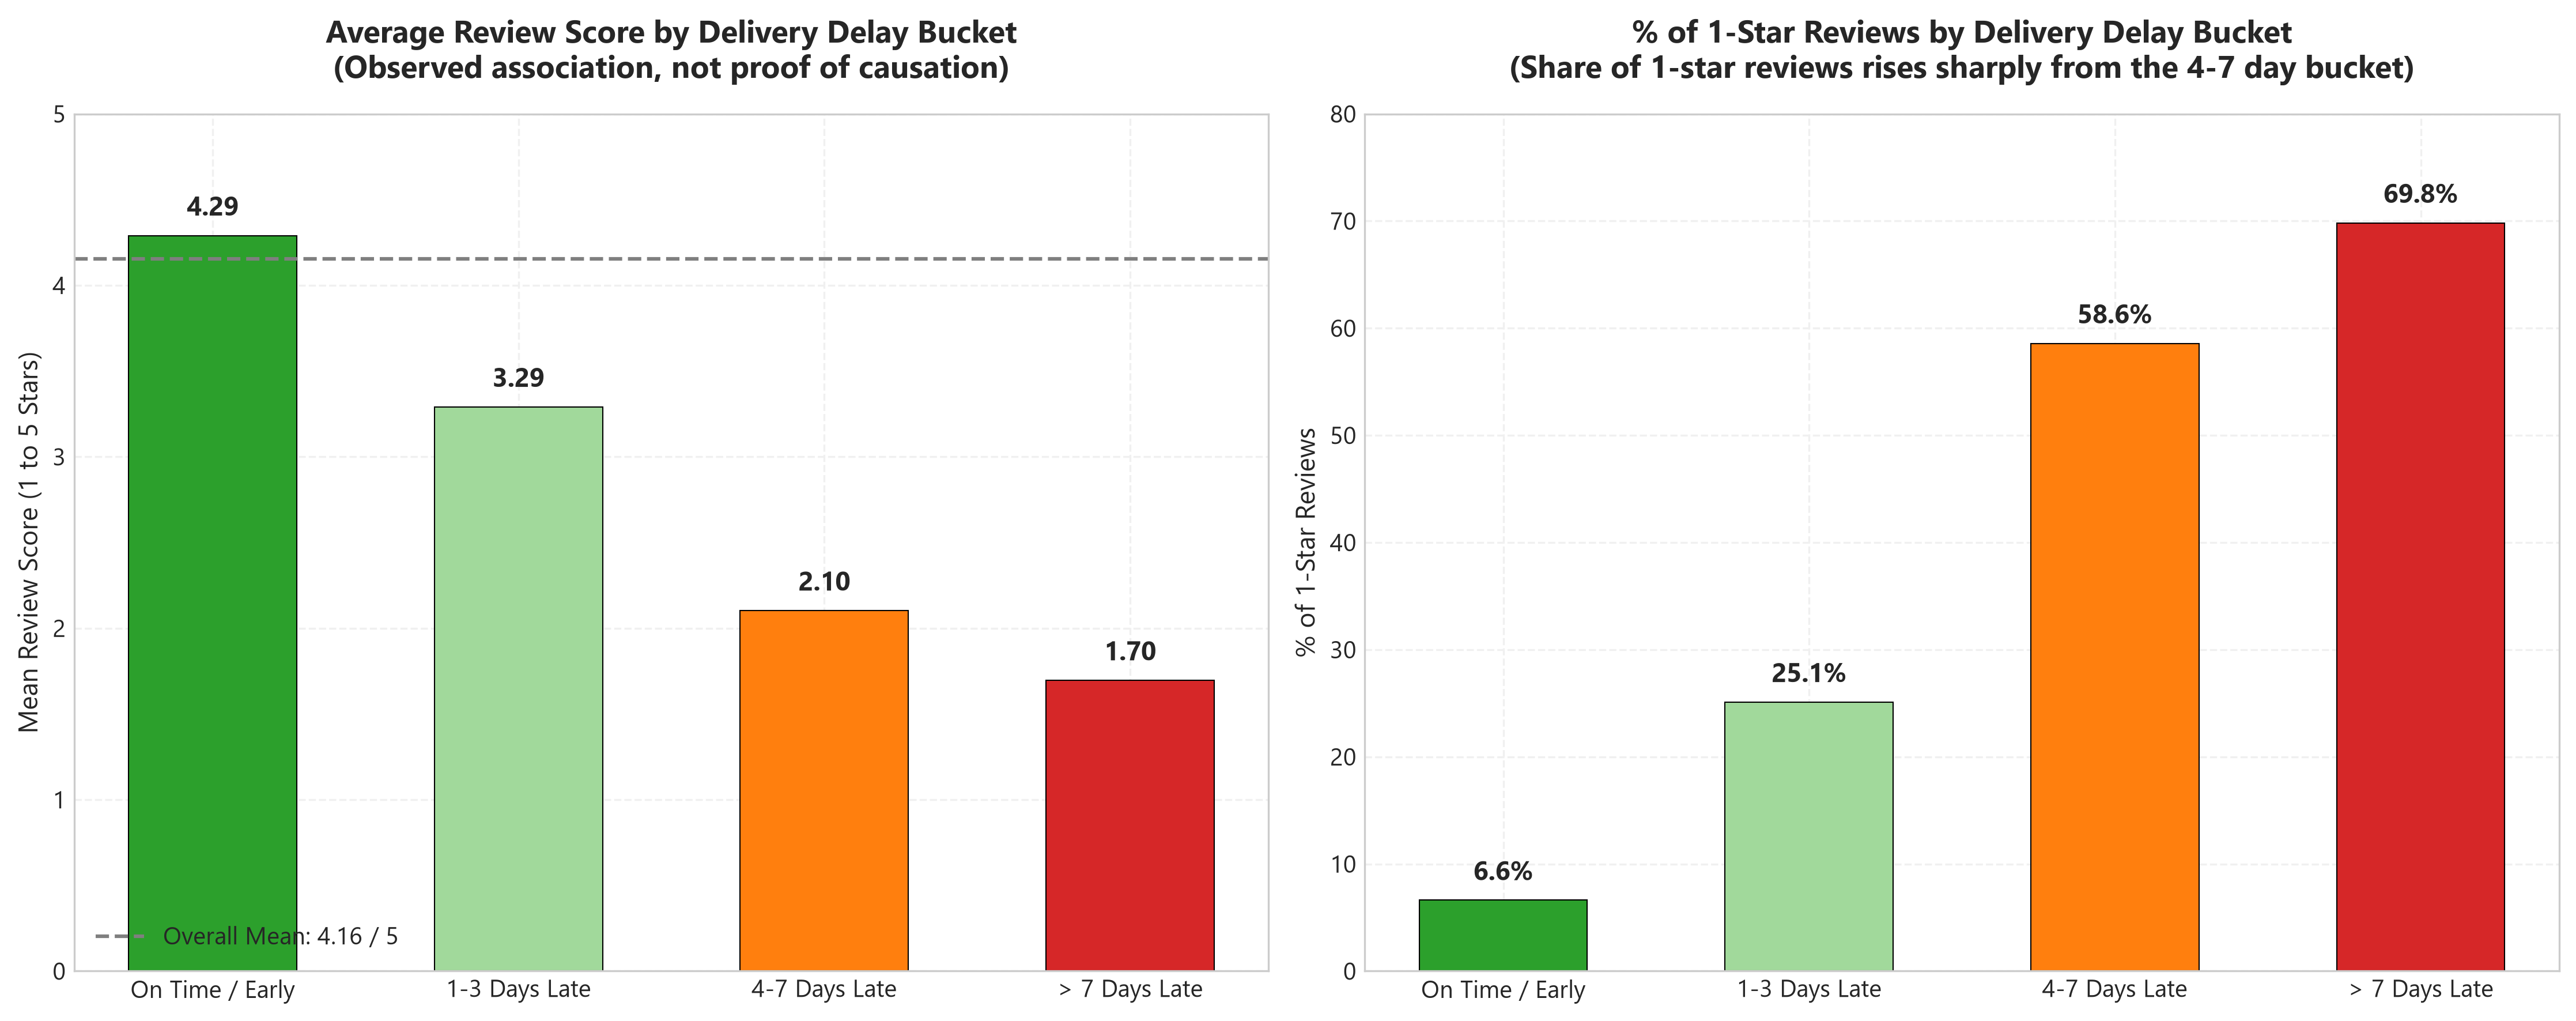 Average Review Score by Delivery Delay Bucket
(Observed association, not proof of causation)
Mean Review Score (1 to 5 Stars)
5
4
3
2
1
0
4.29
3.29
2.10
1.70
Overall Mean: 4.16 / 5
On Time / Early
1-3 Days Late
4-7 Days Late
> 7 Days Late
% of 1-Star Reviews by Delivery Delay Bucket
(Share of 1-star reviews rises sharply from the 4-7 day bucket)
% of 1-Star Reviews
80
70
60
50
40
30
20
10
0
6.6%
25.1%
58.6%
69.8%
On Time / Early
1-3 Days Late
4-7 Days Late
> 7 Days Late